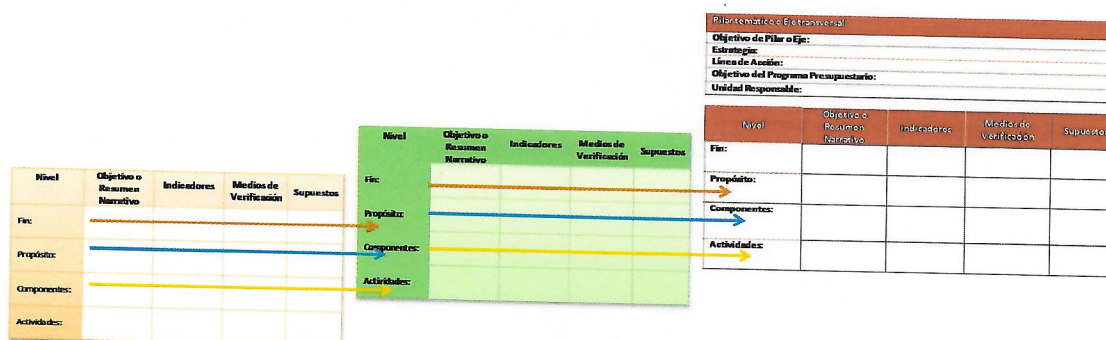 Nivel Objetivo o Resumen Narrativo Indicadores Medios de Verificación Supuestos
Fin:
Propósito:
Componentes:
Actividades:
Nivel Objetivo o Resumen Narrativo Indicadores Medios de Verificación Supuestos
Fin:
Propósito:
Componentes:
Actividades:
Pilar temático o Eje transversal
Objetivo de Pilar o Eje:
Estrategia:
Línea de Acción:
Objetivo del Programa Presupuestario:
Unidad Responsable:
Nivel Objetivo o Resumen Narrativo Indicadores Medios de Verificación Supuestos
Fin:
Propósito:
Componentes:
Actividades: